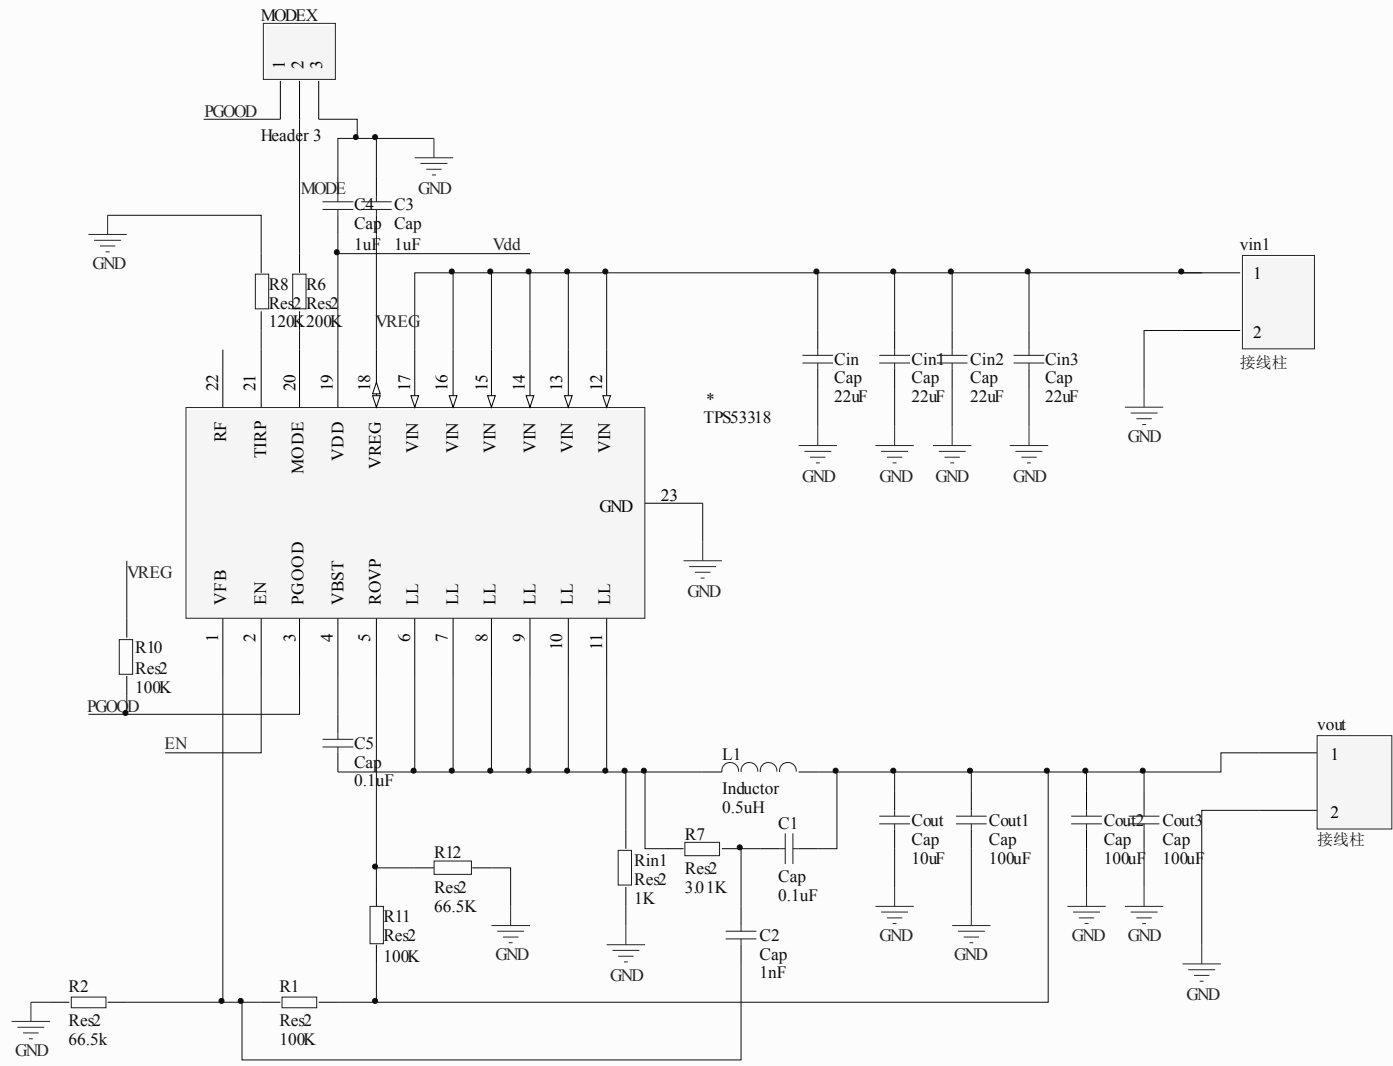 MODEX
1 2 3
PGOOD
Header 3
GND
MODE
C4
Cap
1uF
C3
Cap
1uF
GND
Vdd
R8
Res2
120K
R6
Res2
200K
VREG
vin1
1
2
接线柱
GND
Cin
Cap
22uF
Cin1
Cap
22uF
Cin2
Cap
22uF
Cin3
Cap
22uF
GND
GND
GND
GND
22 21 20 19 18 17 16 15 14 13 12
RF TIRP MODE VDD VREG VIN VIN VIN VIN VIN VIN
*
TPS53318
GND
23
GND
VFB EN PGOOD VBST ROVP LL LL LL LL LL LL
1 2 3 4 5 6 7 8 9 10 11
VREG
R10
Res2
100K
PGOOD
EN
C5
Cap
0.1uF
L1
Inductor
0.5uH
vout
1
2
接线柱
GND
R7
Res2
3.01K
C1
Cap
0.1uF
Cout
Cap
10uF
GND
Cout1
Cap
100uF
GND
Cout2
Cap
100uF
GND
Cout3
Cap
100uF
GND
Rin1
Res2
1K
GND
R12
Res2
66.5K
GND
R11
Res2
100K
C2
Cap
1nF
R2
Res2
66.5k
GND
R1
Res2
100K